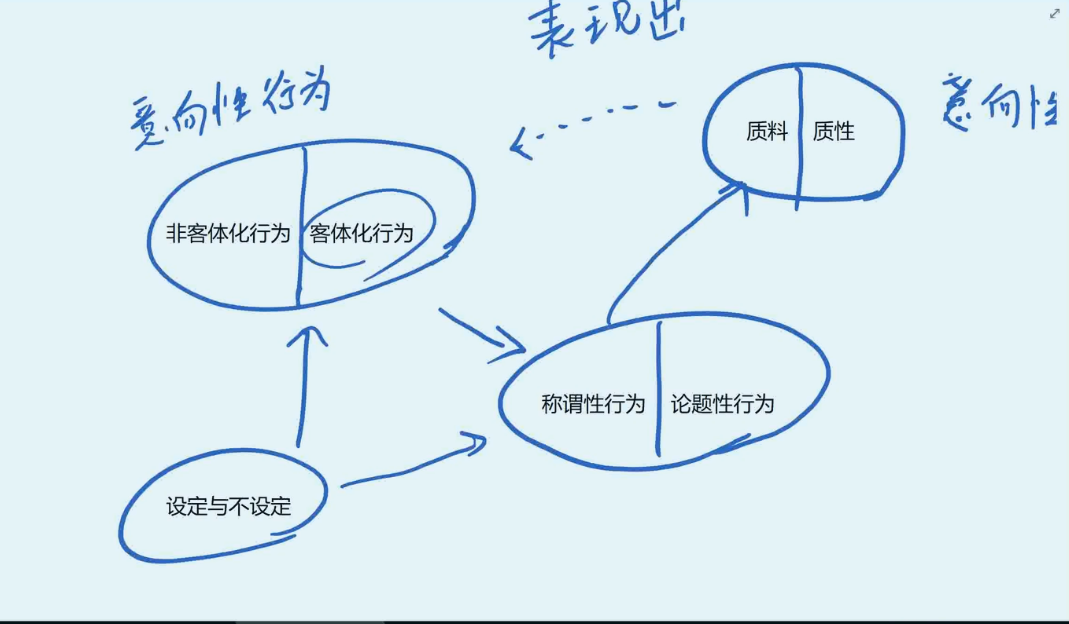 表现出
意向性行为
质料 质性
意向性
非客体化行为 客体化行为
称谓性行为 论题性行为
设定与不设定